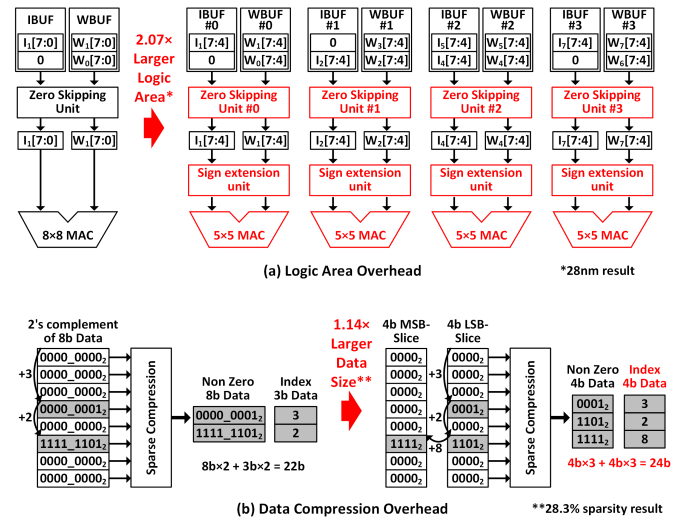 IBUF WBUF
I₁[7:0] W₁[7:0]
0 W₀[7:0]
Zero Skipping
Unit
I₁[7:0] W₁[7:0]
8×8 MAC
2.07×
Larger
Logic
Area*
IBUF #0 WBUF #0
I₁[7:4] W₁[7:4]
0 W₀[7:4]
Zero Skipping
Unit #0
I₁[7:4] W₁[7:4]
Sign extension
unit
5×5 MAC
IBUF #1 WBUF #1
0 W₃[7:4]
I₂[7:4] W₂[7:4]
Zero Skipping
Unit #1
I₂[7:4] W₂[7:4]
Sign extension
unit
5×5 MAC
IBUF #2 WBUF #2
I₅[7:4] W₅[7:4]
I₄[7:4] W₄[7:4]
Zero Skipping
Unit #2
I₄[7:4] W₄[7:4]
Sign extension
unit
5×5 MAC
IBUF #3 WBUF #3
I₇[7:4] W₇[7:4]
0 W₆[7:4]
Zero Skipping
Unit #3
I₇[7:4] W₇[7:4]
Sign extension
unit
5×5 MAC
(a) Logic Area Overhead
*28nm result
2's complement
of 8b Data
0000_0000₂
0000_0000₂
0000_0000₂
0000_0001₂
0000_0000₂
1111_1101₂
0000_0000₂
0000_0000₂
+3
+2
Sparse Compression
Non Zero
8b Data
0000_0001₂
1111_1101₂
Index
3b Data
3
2
8b×2 + 3b×2 = 22b
1.14×
Larger
Data
Size**
4b MSB-
Slice
0000₂
0000₂
0000₂
0000₂
0000₂
1111₂
0000₂
0000₂
4b LSB-
Slice
0000₂
0000₂
0000₂
0001₂
0000₂
1101₂
0000₂
0000₂
+3
+2
+8
Sparse Compression
Non Zero
4b Data
0001₂
1101₂
1111₂
Index
4b Data
3
2
8
4b×3 + 4b×3 = 24b
(b) Data Compression Overhead
**28.3% sparsity result